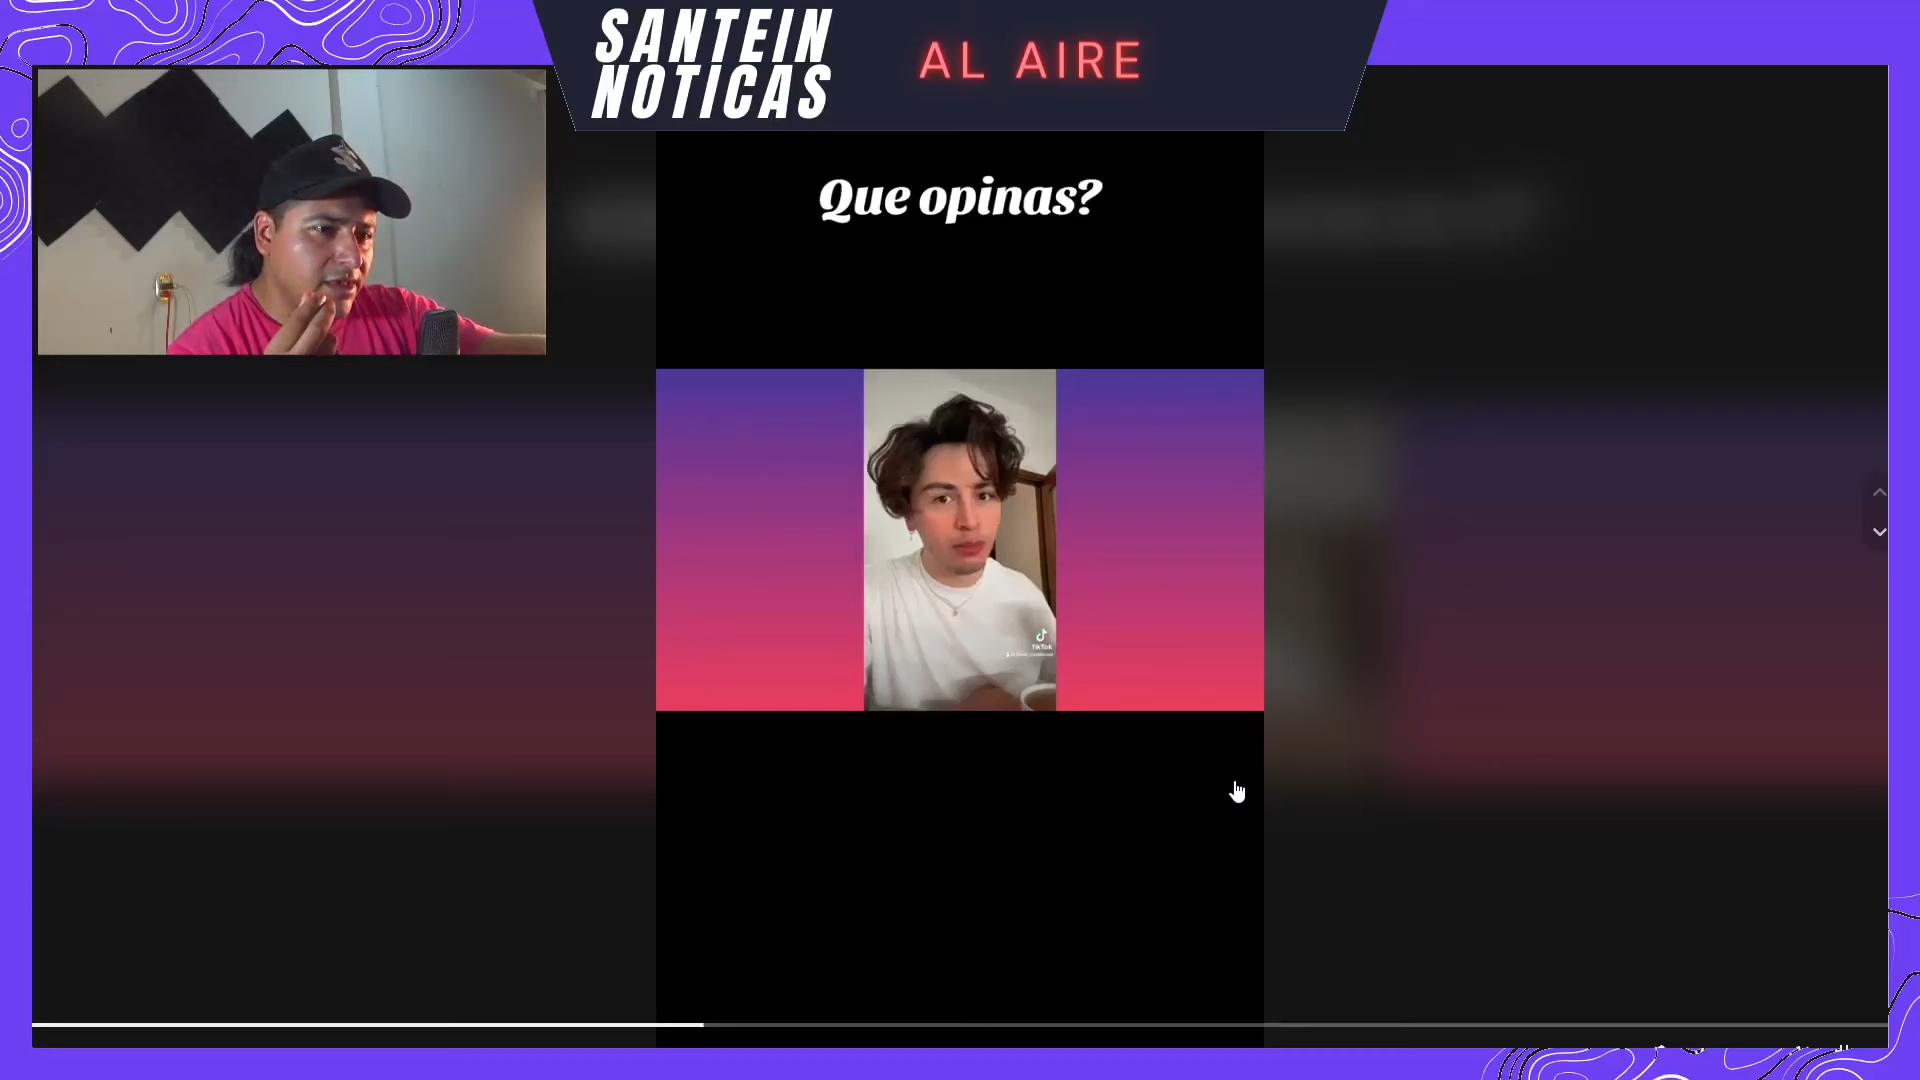 SANTEIN
NOTICAS
AL AIRE
Que opinas?
TikTok